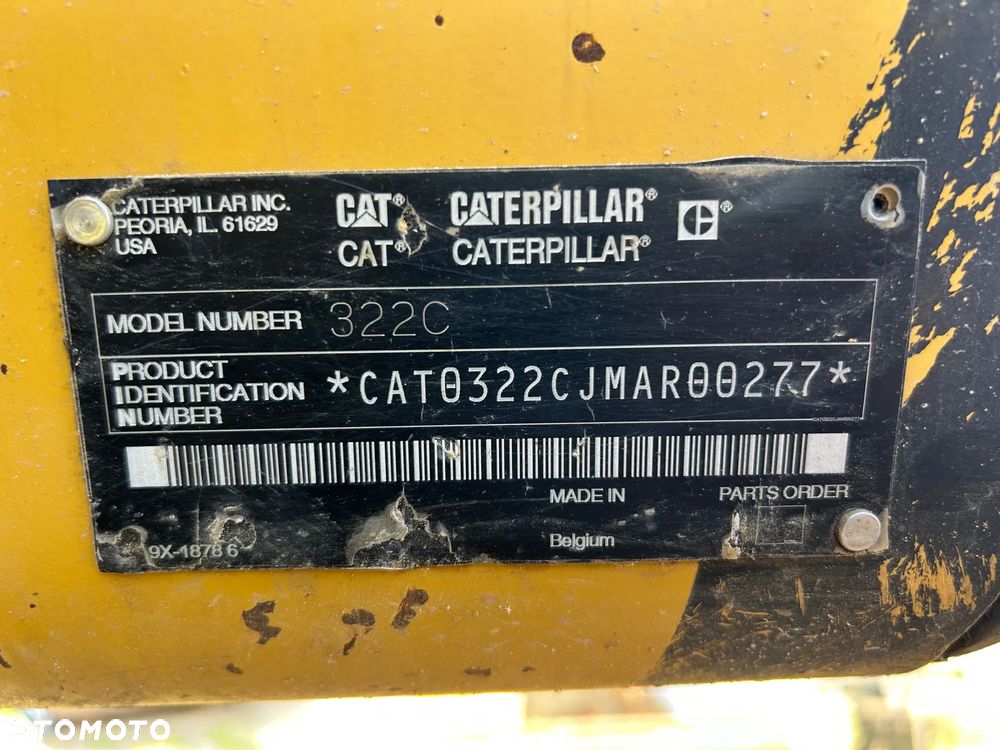 CATERPILLAR INC.
PEORIA, IL 61629
USA
CAT® CATERPILLAR® ®
CAT® CATERPILLAR®
MODEL NUMBER 322C
PRODUCT
IDENTIFICATION
NUMBER
*CAT0322CJMAR00277*
CAT0322CJMAR00277
MADE IN
PARTS ORDER
9X-1878 6
Belgium
OTOMOTO